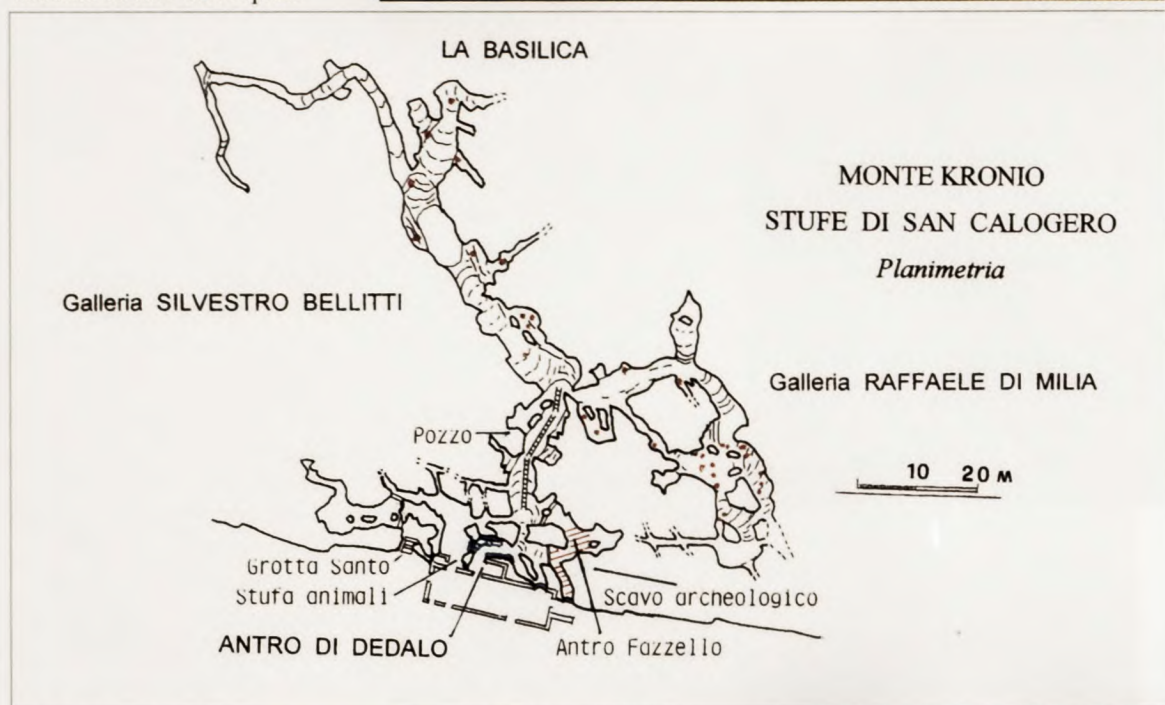 LA BASILICA
MONTE KRONIO
STUFE DI SAN CALOGERO
Planimetria
Galleria SILVESTRO BELLITTI
Galleria RAFFAELE DI MILIA
Pozzo
10 20 M
Grotta Santo
Stufa animali
Scavo archeologico
ANTRO DI DEDALO
Antro Fazzello